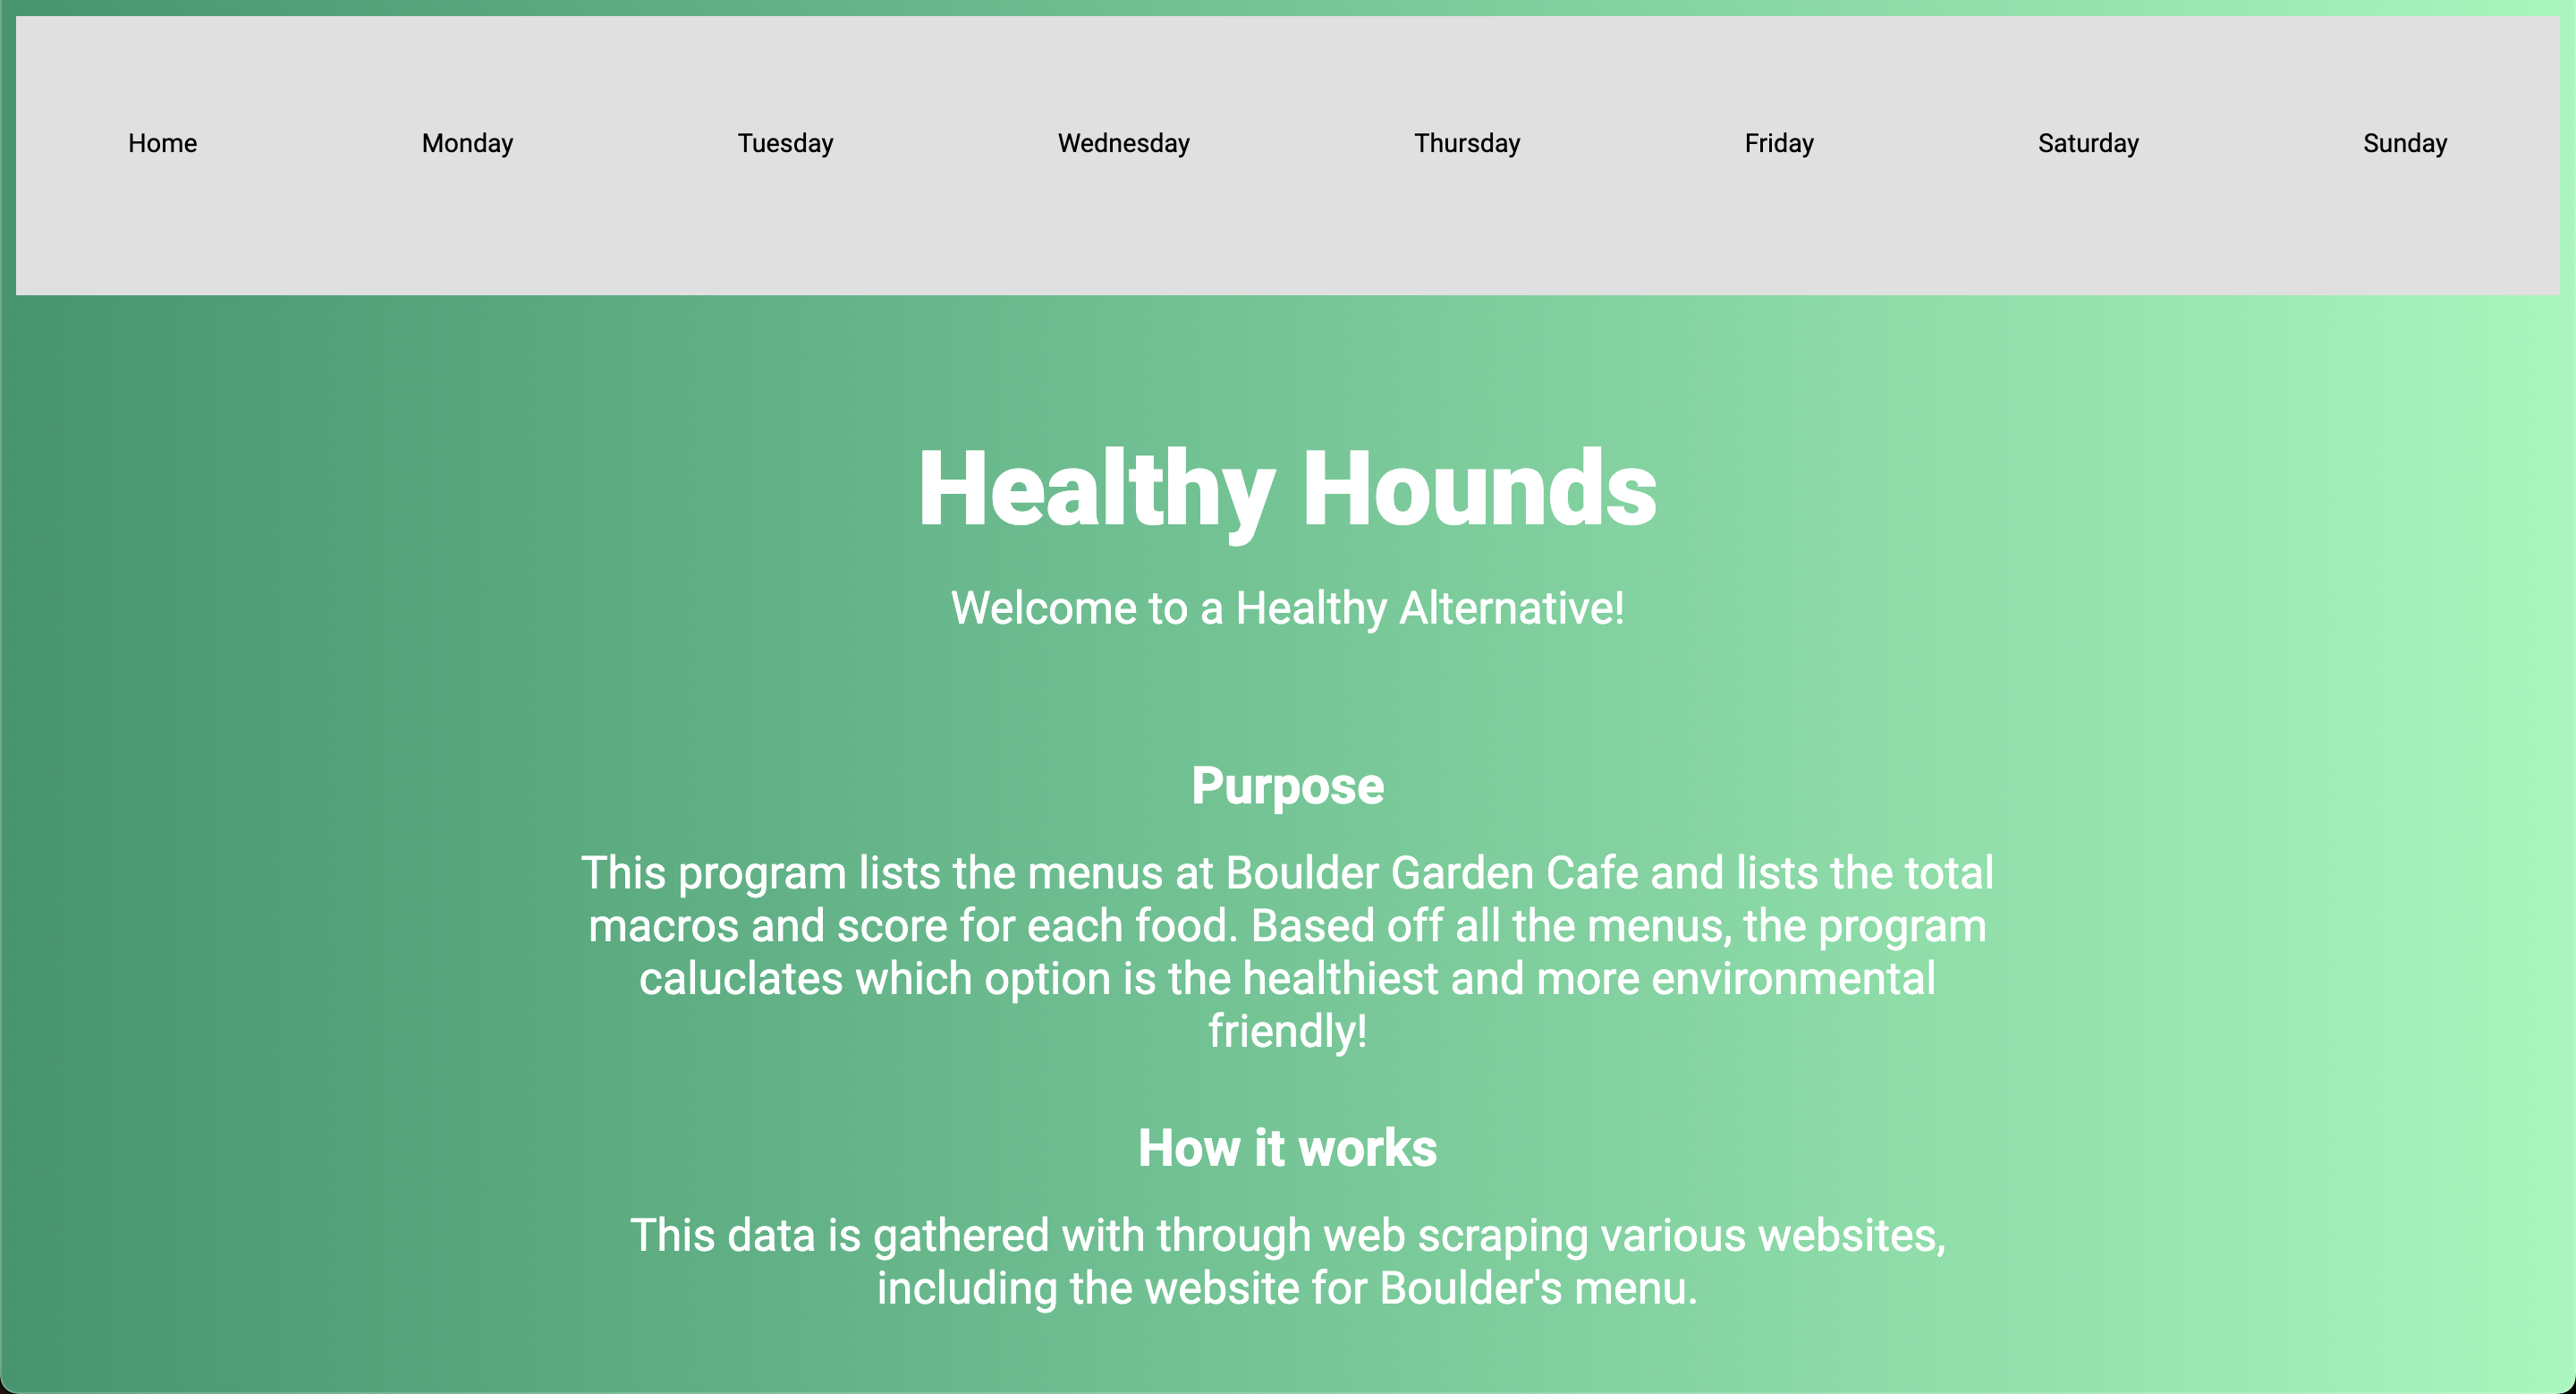 Home Monday Tuesday Wednesday Thursday Friday Saturday Sunday
Healthy Hounds
Welcome to a Healthy Alternative!
Purpose
This program lists the menus at Boulder Garden Cafe and lists the total
macros and score for each food. Based off all the menus, the program
caluclates which option is the healthiest and more environmental
friendly!
How it works
This data is gathered with through web scraping various websites,
including the website for Boulder's menu.